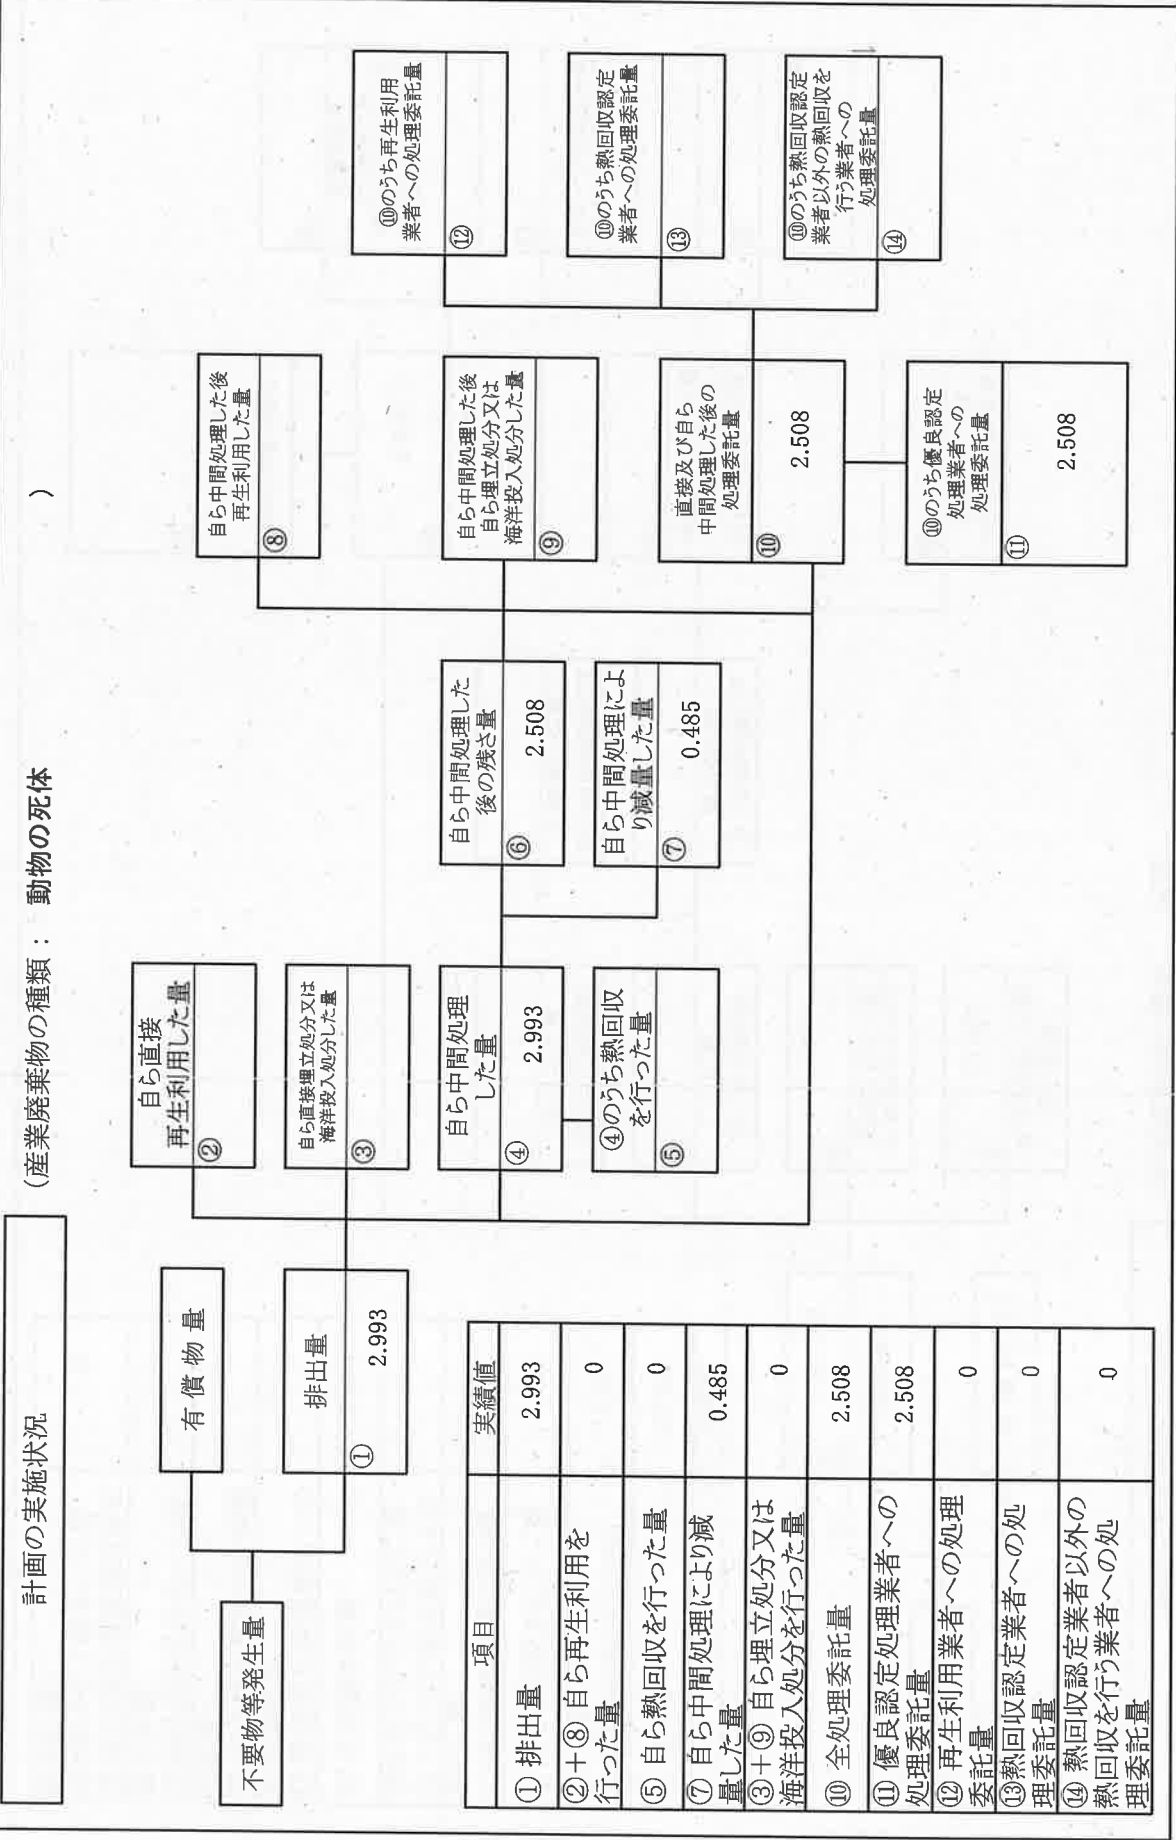 計画の実施状況
(産業廃棄物の種類： 動物の死体 )
不要物等発生量
有償物量
排出量
① 2.993
自ら直接
再生利用した量
②
自ら直接埋立処分又は
海洋投入処分した量
③
自ら中間処理
した量
④ 2.993
④のうち熱回収
を行った量
⑤
自ら中間処理した
後の残さ量
⑥ 2.508
自ら中間処理によ
り減量した量
⑦ 0.485
自ら中間処理した後
再生利用した量
⑧
自ら中間処理した後
自ら埋立処分又は
海洋投入処分した量
⑨
直接及び自ら
中間処理した後の
処理委託量
⑩ 2.508
⑩のうち優良認定
処理業者への
処理委託量
⑪ 2.508
⑩のうち再生利用
業者への処理委託量
⑫
⑩のうち熱回収認定
業者への処理委託量
⑬
⑩のうち熱回収認定
業者以外の熱回収を
行う業者への
処理委託量
⑭
項目 実績値
① 排出量 2.993
②＋⑧ 自ら再生利用を
行った量 0
⑤ 自ら熱回収を行った量 0
⑦ 自ら中間処理により減
量した量 0.485
③＋⑨ 自ら埋立処分又は
海洋投入処分を行った量 0
⑩ 全処理委託量 2.508
⑪ 優良認定処理業者への
処理委託量 2.508
⑫ 再生利用業者への処理
委託量 0
⑬熱回収認定業者への処
理委託量 0
⑭ 熱回収認定業者以外の
熱回収を行う業者への処
理委託量 0